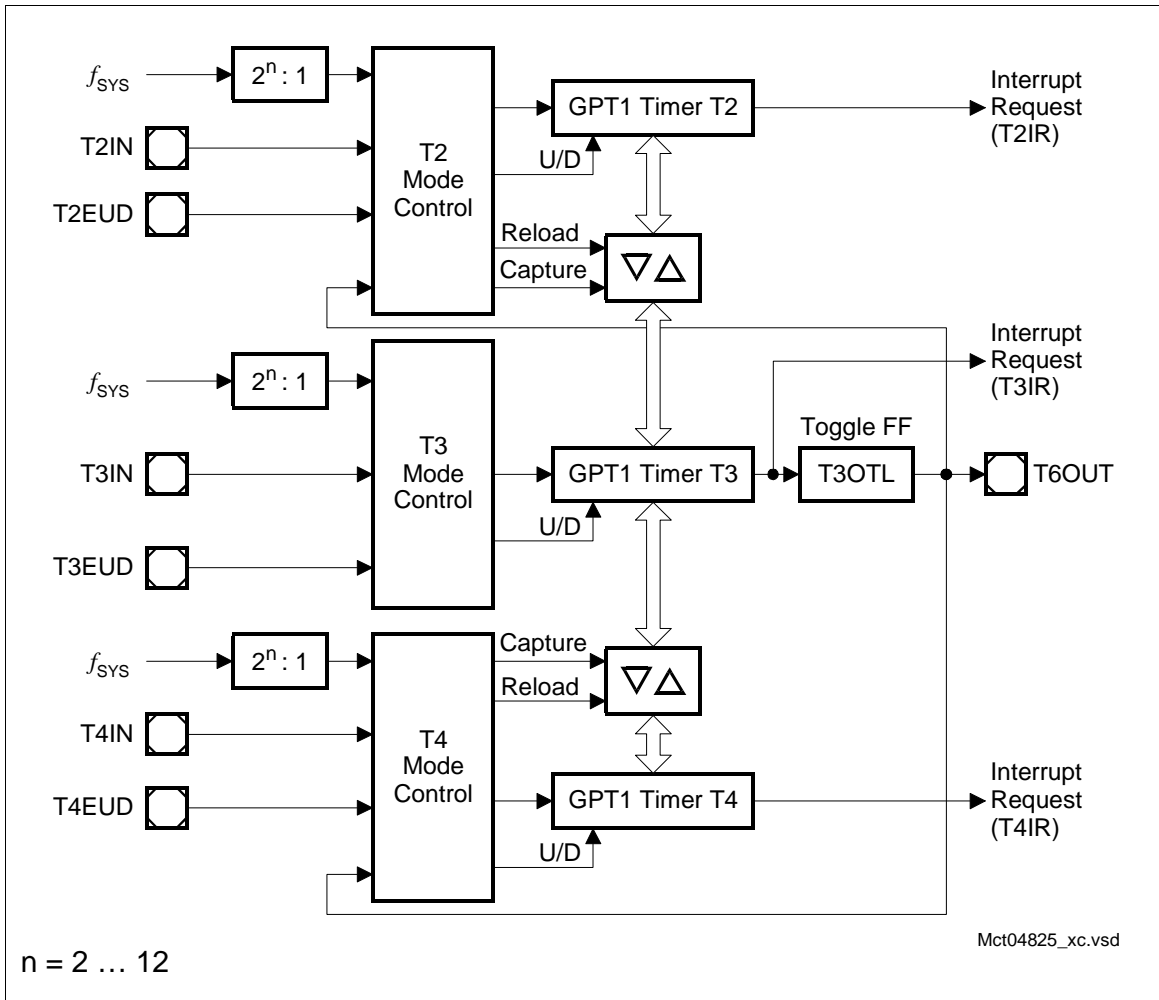 fSYS
2n : 1
T2IN
T2EUD
T2
Mode
Control
U/D
Reload
Capture
GPT1 Timer T2
Interrupt
Request
(T2IR)
fSYS
2n : 1
T3IN
T3EUD
T3
Mode
Control
U/D
GPT1 Timer T3
Toggle FF
T3OTL
Interrupt
Request
(T3IR)
T6OUT
fSYS
2n : 1
T4IN
T4EUD
T4
Mode
Control
Capture
Reload
U/D
GPT1 Timer T4
Interrupt
Request
(T4IR)
Mct04825_xc.vsd
n = 2 … 12